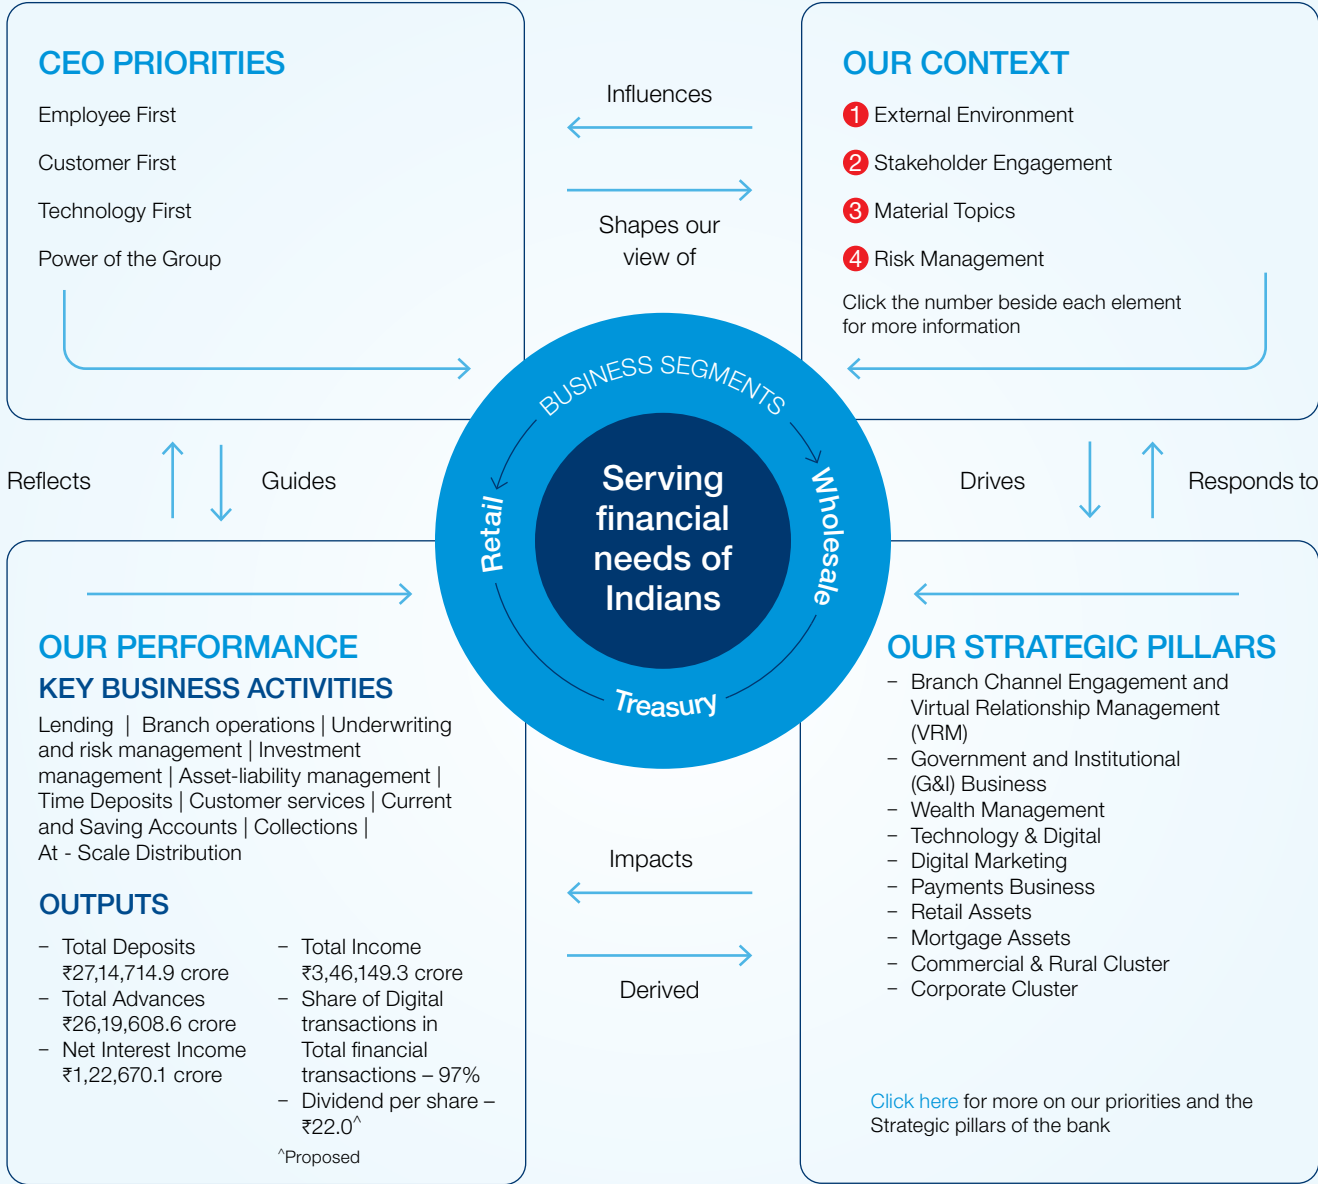 CEO PRIORITIES
Employee First
Customer First
Technology First
Power of the Group
Influences
Shapes our
view of
OUR CONTEXT
1 External Environment
2 Stakeholder Engagement
3 Material Topics
4 Risk Management
Click the number beside each element
for more information
BUSINESS SEGMENTS
Retail
Wholesale
Treasury
Serving
financial
needs of
Indians
Reflects
Guides
Drives
Responds to
OUR PERFORMANCE
KEY BUSINESS ACTIVITIES
Lending | Branch operations | Underwriting
and risk management | Investment
management | Asset-liability management |
Time Deposits | Customer services | Current
and Saving Accounts | Collections |
At - Scale Distribution
OUTPUTS
– Total Deposits
₹27,14,714.9 crore
– Total Advances
₹26,19,608.6 crore
– Net Interest Income
₹1,22,670.1 crore
– Total Income
₹3,46,149.3 crore
– Share of Digital
transactions in
Total financial
transactions – 97%
– Dividend per share –
₹22.0^
^Proposed
Impacts
Derived
OUR STRATEGIC PILLARS
– Branch Channel Engagement and
Virtual Relationship Management
(VRM)
– Government and Institutional
(G&I) Business
– Wealth Management
– Technology & Digital
– Digital Marketing
– Payments Business
– Retail Assets
– Mortgage Assets
– Commercial & Rural Cluster
– Corporate Cluster
Click here for more on our priorities and the
Strategic pillars of the bank